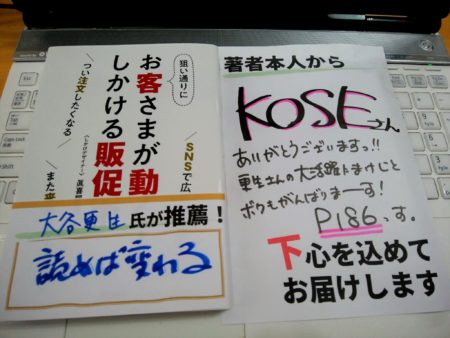 狙い通りに
お客さまが動
しかける販促
つい注文したくなる
SNSで広
また来
大谷更生氏が推薦！
読めば変わる
著者本人から
KOSEさん
ありがとうございますっ!!
更生さんの大活躍にまけじと
ボクもがんばりまーす！
P186っす。
下心を込めて
お届けします